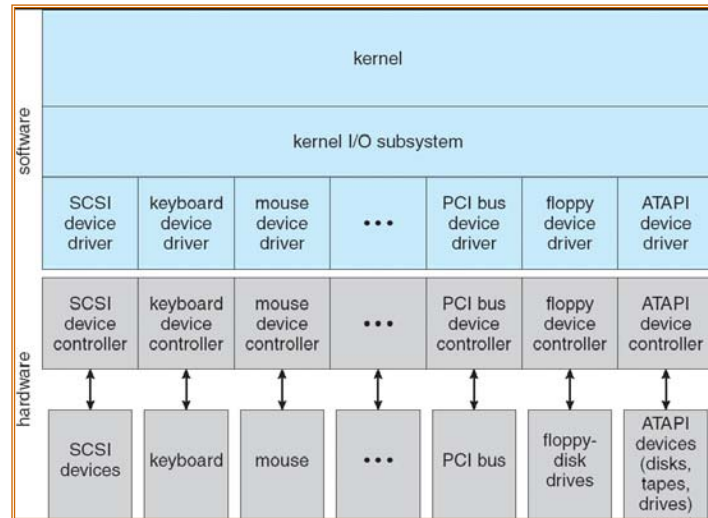 kernel
kernel I/O subsystem
SCSI device driver
keyboard device driver
mouse device driver
•••
PCI bus device driver
floppy device driver
ATAPI device driver
SCSI device controller
keyboard device controller
mouse device controller
•••
PCI bus device controller
floppy device controller
ATAPI device controller
SCSI devices
keyboard
mouse
•••
PCI bus
floppy-disk drives
ATAPI devices (disks, tapes, drives)
software
hardware